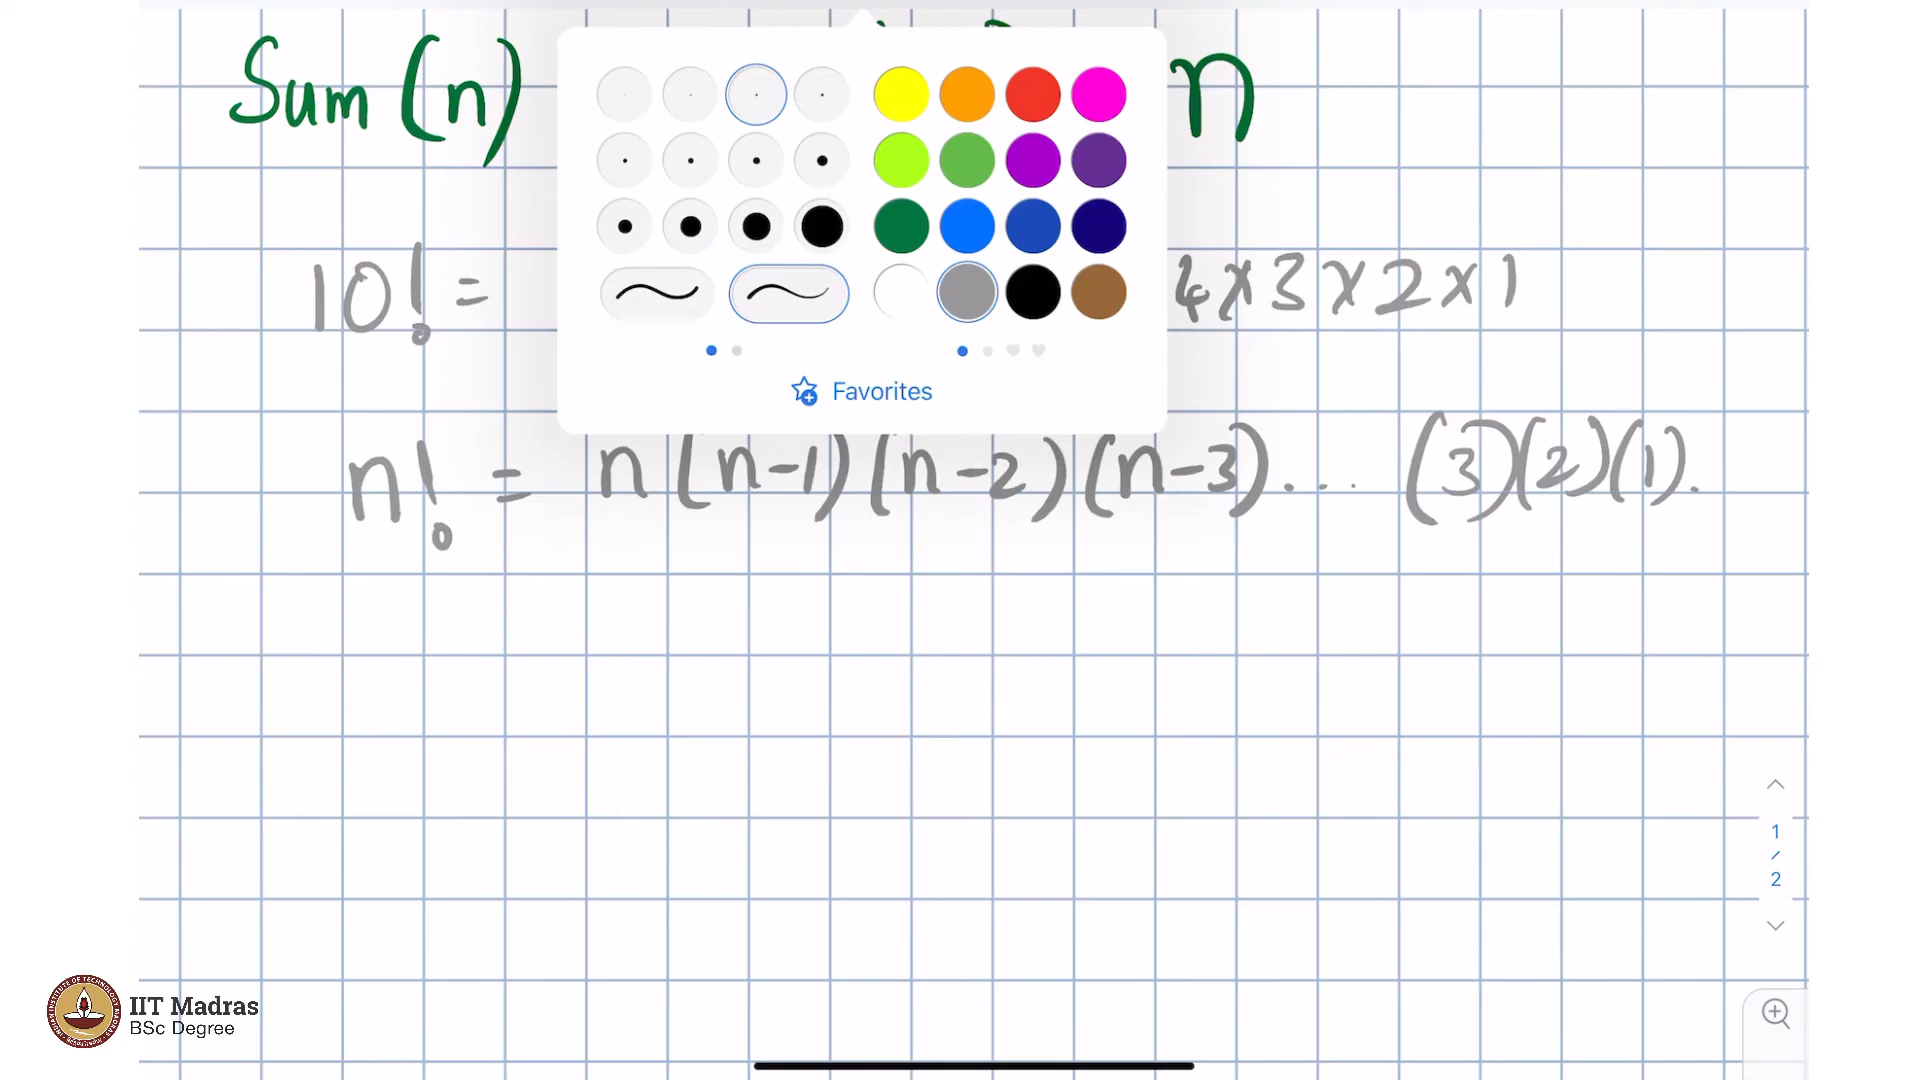 Sum (n) n
10! = 4 x 3 x 2 x 1
Favorites
n! = n (n-1) (n-2) (n-3) . . . (3)(2)(1).
1
/
2
IIT Madras
BSc Degree